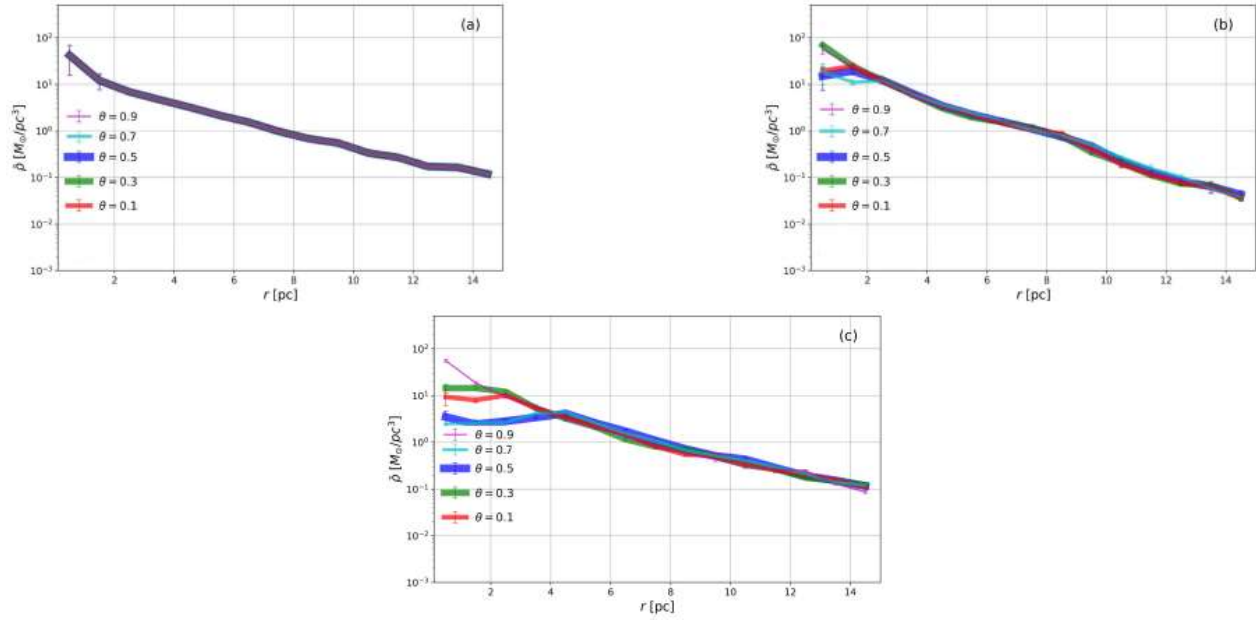 (a)
10²
10¹
10⁰
10⁻¹
10⁻²
10⁻³
ρ̄ [M⊙/pc³]
θ = 0.9
θ = 0.7
θ = 0.5
θ = 0.3
θ = 0.1
2 4 6 8 10 12 14
r [pc]
(b)
10²
10¹
10⁰
10⁻¹
10⁻²
10⁻³
ρ̄ [M⊙/pc³]
θ = 0.9
θ = 0.7
θ = 0.5
θ = 0.3
θ = 0.1
2 4 6 8 10 12 14
r [pc]
(c)
10²
10¹
10⁰
10⁻¹
10⁻²
10⁻³
ρ̄ [M⊙/pc³]
θ = 0.9
θ = 0.7
θ = 0.5
θ = 0.3
θ = 0.1
2 4 6 8 10 12 14
r [pc]